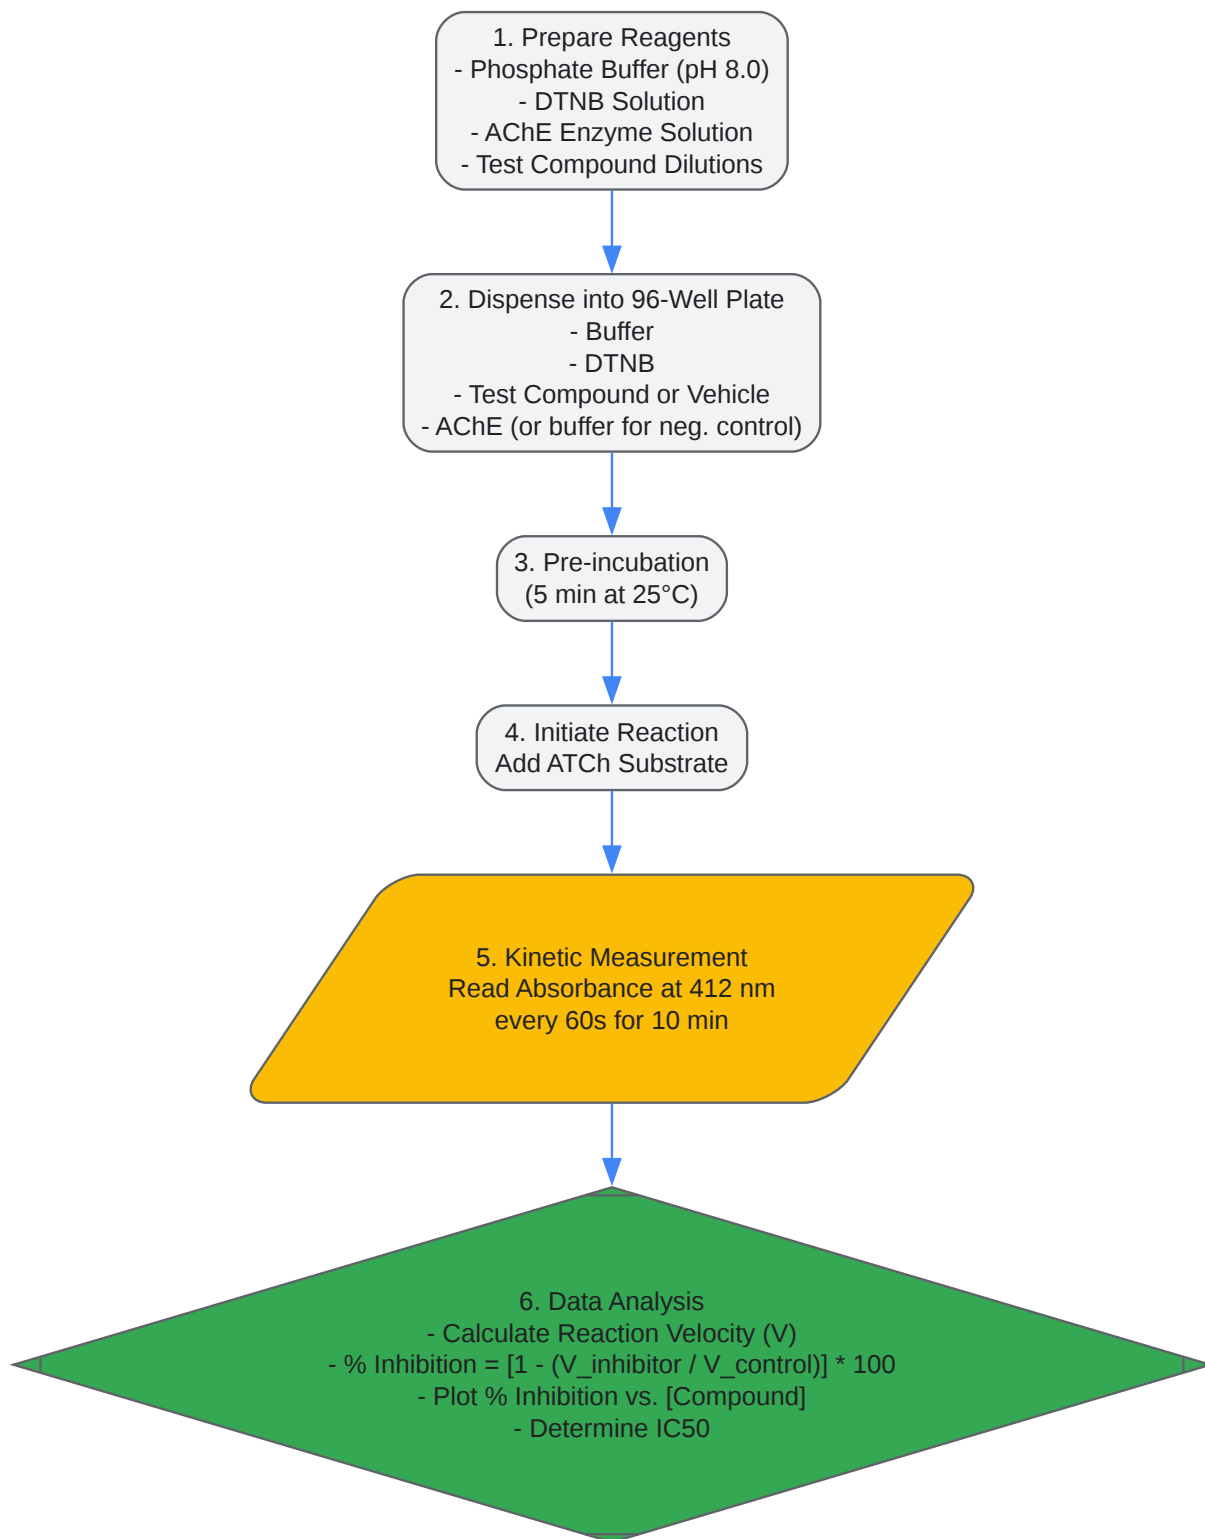 1. Prepare Reagents
- Phosphate Buffer (pH 8.0)
- DTNB Solution
- AChE Enzyme Solution
- Test Compound Dilutions
2. Dispense into 96-Well Plate
- Buffer
- DTNB
- Test Compound or Vehicle
- AChE (or buffer for neg. control)
3. Pre-incubation
(5 min at 25°C)
4. Initiate Reaction
Add ATCh Substrate
5. Kinetic Measurement
Read Absorbance at 412 nm
every 60s for 10 min
6. Data Analysis
- Calculate Reaction Velocity (V)
- % Inhibition = [1 - (V_inhibitor / V_control)] * 100
- Plot % Inhibition vs. [Compound]
- Determine IC50